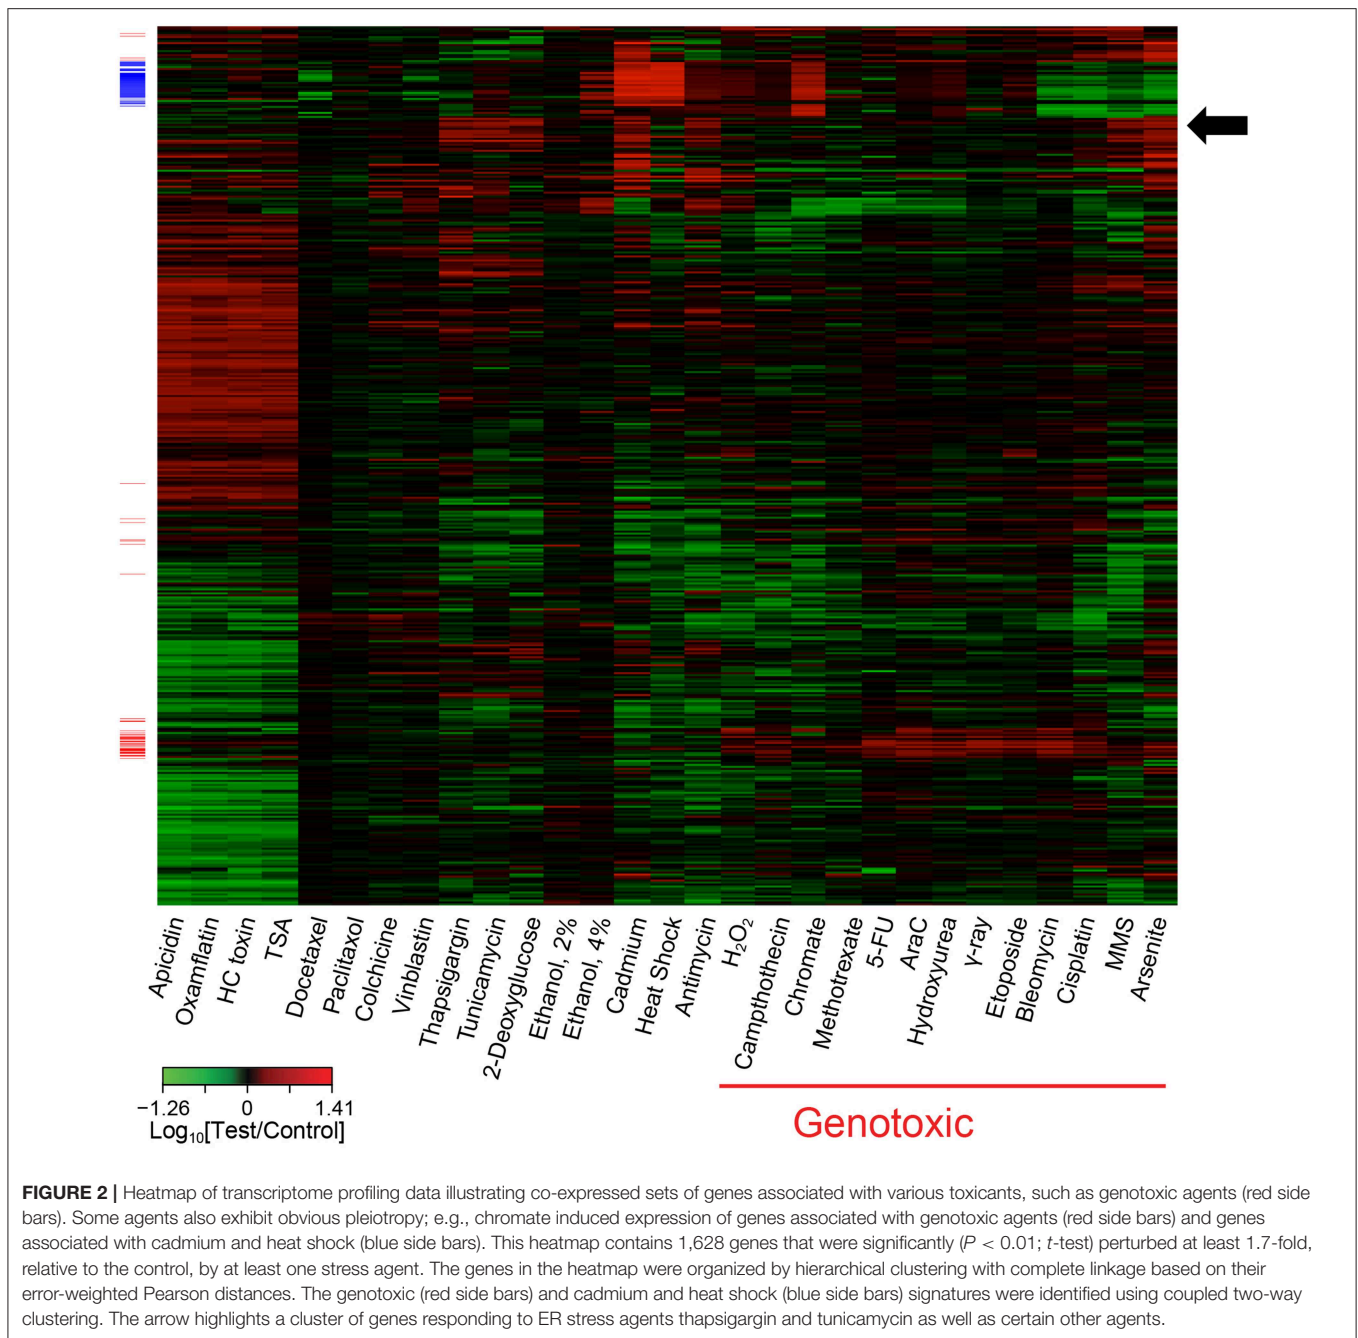 Apicidin
Oxamflatin
HC toxin
TSA
Docetaxel
Paclitaxol
Colchicine
Vinblastin
Thapsigargin
Tunicamycin
2-Deoxyglucose
Ethanol, 2%
Ethanol, 4%
Cadmium
Heat Shock
Antimycin
H₂O₂
Campthothecin
Chromate
Methotrexate
5-FU
AraC
Hydroxyurea
γ-ray
Etoposide
Bleomycin
Cisplatin
MMS
Arsenite
−1.26 0 1.41
Log₁₀[Test/Control]
Genotoxic
FIGURE 2 | Heatmap of transcriptome profiling data illustrating co-expressed sets of genes associated with various toxicants, such as genotoxic agents (red side
bars). Some agents also exhibit obvious pleiotropy; e.g., chromate induced expression of genes associated with genotoxic agents (red side bars) and genes
associated with cadmium and heat shock (blue side bars). This heatmap contains 1,628 genes that were significantly (P < 0.01; t-test) perturbed at least 1.7-fold,
relative to the control, by at least one stress agent. The genes in the heatmap were organized by hierarchical clustering with complete linkage based on their
error-weighted Pearson distances. The genotoxic (red side bars) and cadmium and heat shock (blue side bars) signatures were identified using coupled two-way
clustering. The arrow highlights a cluster of genes responding to ER stress agents thapsigargin and tunicamycin as well as certain other agents.